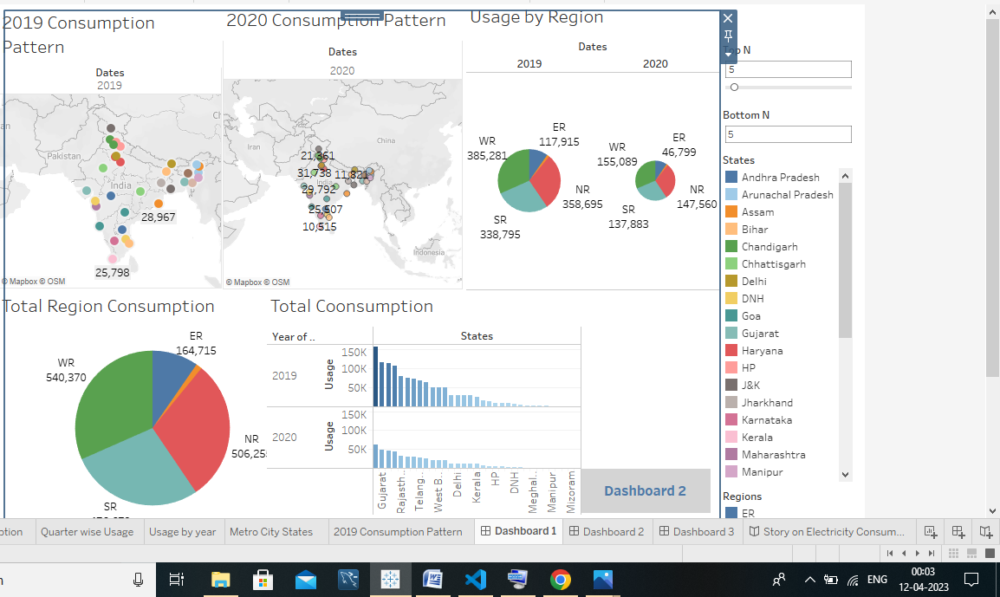 2019 Consumption
Pattern
Dates
2019
Pakistan
India
28,967
25,798
© Mapbox © OSM
2020 Consumption Pattern
Dates
2020
Iran
China
India
Indonesia
21,361
31,738
11,821
29,792
25,507
10,515
© Mapbox © OSM
Usage by Region
Dates
2019
2020
ER
117,915
WR
385,281
NR
358,695
SR
338,795
ER
46,799
WR
155,089
NR
147,560
SR
137,883
Top N
5
Bottom N
5
States
Andhra Pradesh
Arunachal Pradesh
Assam
Bihar
Chandigarh
Chhattisgarh
Delhi
DNH
Goa
Gujarat
Haryana
HP
J&K
Jharkhand
Karnataka
Kerala
Maharashtra
Manipur
Regions
ER
Total Region Consumption
ER
164,715
WR
540,370
NR
SR
Total Coonsumption
Year of ..
States
2019
Usage
150K
100K
50K
2020
Usage
150K
100K
50K
Gujarat
Rajasth..
Telang..
West B..
Delhi
Kerala
HP
DNH
Meghal..
Manipur
Mizoram
Dashboard 2
ption
Quarter wise Usage
Usage by year
Metro City States
2019 Consumption Pattern
Dashboard 1
Dashboard 2
Dashboard 3
Story on Electricity Consum...
ENG
00:03
12-04-2023